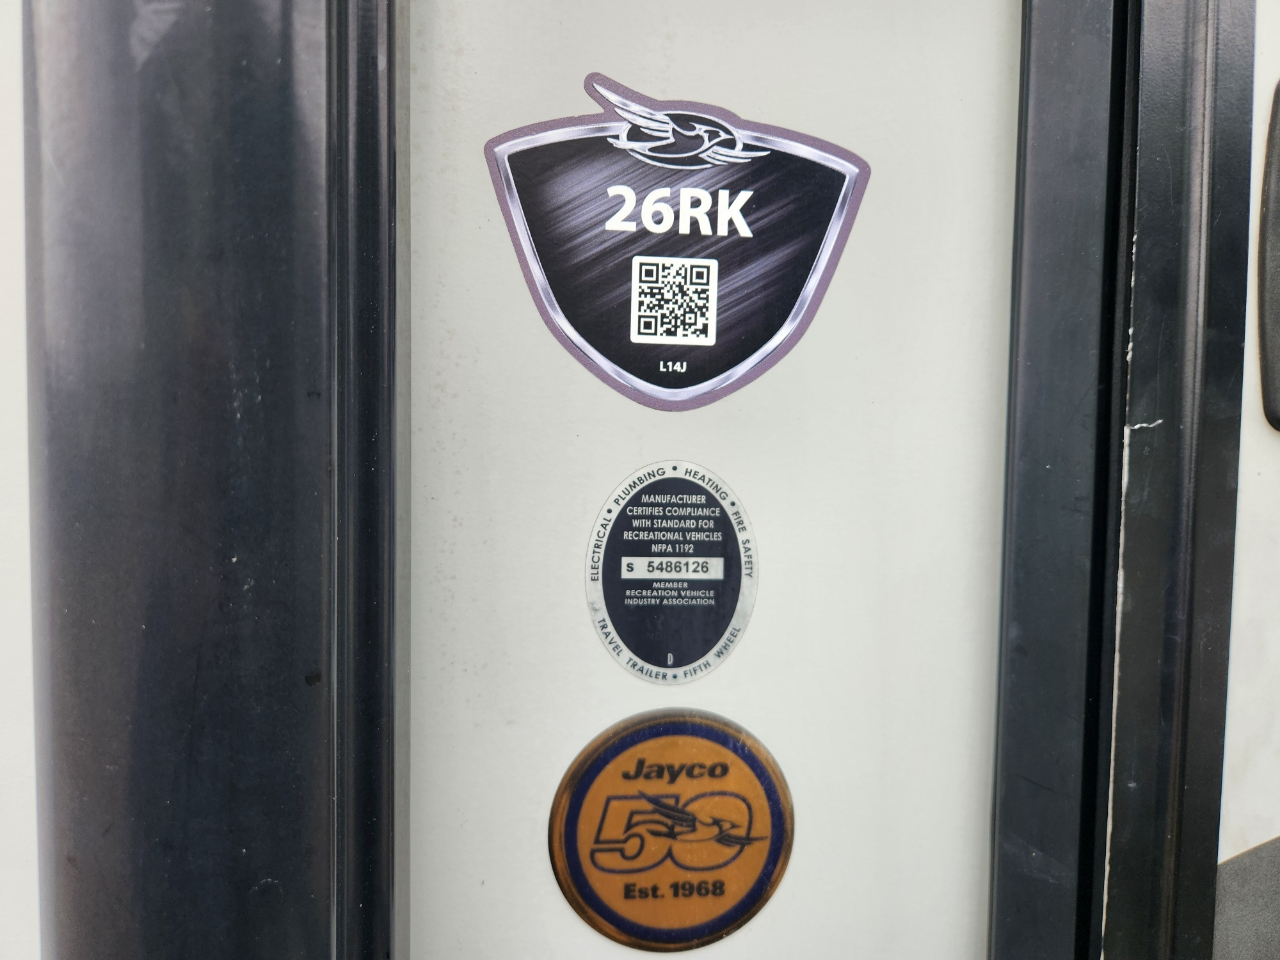 26RK
L14J
ELECTRICAL • PLUMBING • HEATING • FIRE SAFETY
MANUFACTURER
CERTIFIES COMPLIANCE
WITH STANDARD FOR
RECREATIONAL VEHICLES
NFPA 1192
S 5486126
MEMBER
RECREATION VEHICLE
INDUSTRY ASSOCIATION
D
TRAVEL TRAILER • FIFTH WHEEL
Jayco
50
Est. 1968